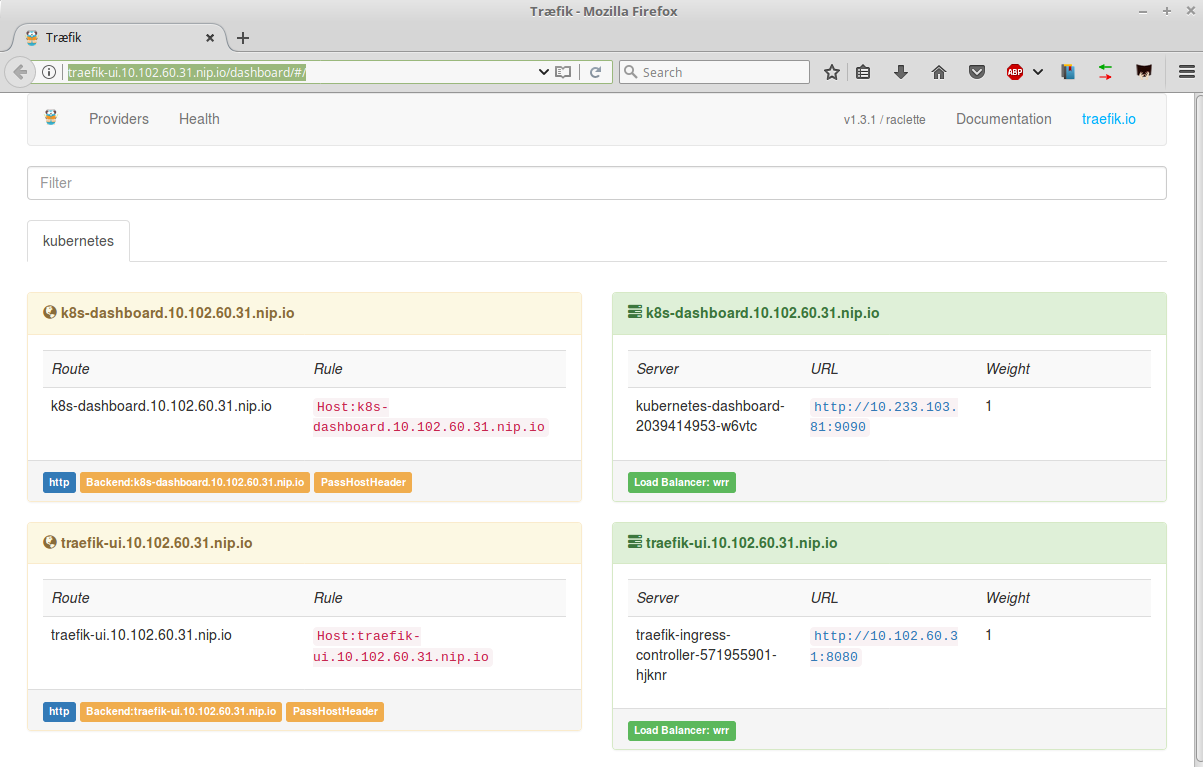 Træfik - Mozilla Firefox
Træfik
traefik-ui.10.102.60.31.nip.io/dashboard/#/
Search
ABP
Providers Health v1.3.1 / raclette Documentation traefik.io
Filter
kubernetes
k8s-dashboard.10.102.60.31.nip.io
Route Rule
k8s-dashboard.10.102.60.31.nip.io Host:k8s-
dashboard.10.102.60.31.nip.io
http Backend:k8s-dashboard.10.102.60.31.nip.io PassHostHeader
k8s-dashboard.10.102.60.31.nip.io
Server URL Weight
kubernetes-dashboard- http://10.233.103. 1
2039414953-w6vtc 81:9090
Load Balancer: wrr
traefik-ui.10.102.60.31.nip.io
Route Rule
traefik-ui.10.102.60.31.nip.io Host:traefik-
ui.10.102.60.31.nip.io
http Backend:traefik-ui.10.102.60.31.nip.io PassHostHeader
traefik-ui.10.102.60.31.nip.io
Server URL Weight
traefik-ingress- http://10.102.60.3 1
controller-571955901- 1:8080
hjknr
Load Balancer: wrr